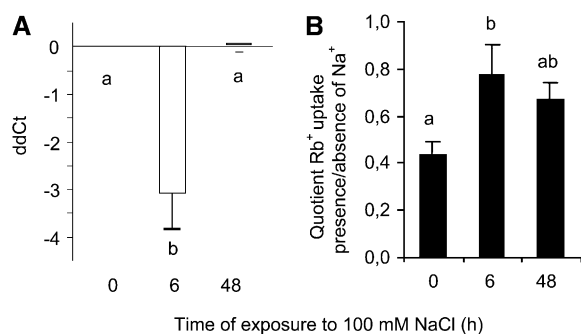 A
0
-1
-2
-3
-4
ddCt
a
b
a
0 6 48
B
1,0
0,8
0,6
0,4
0,2
0,0
Quotient Rb+ uptake
presence/absence of Na+
a
b
ab
0 6 48
Time of exposure to 100 mM NaCl (h)